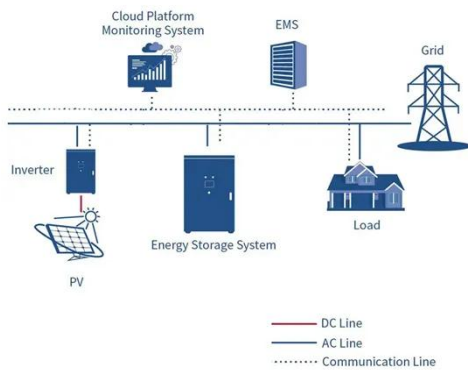 Cloud Platform
Monitoring System
EMS
Grid
Inverter
Energy Storage System
Load
PV
DC Line
AC Line
Communication Line